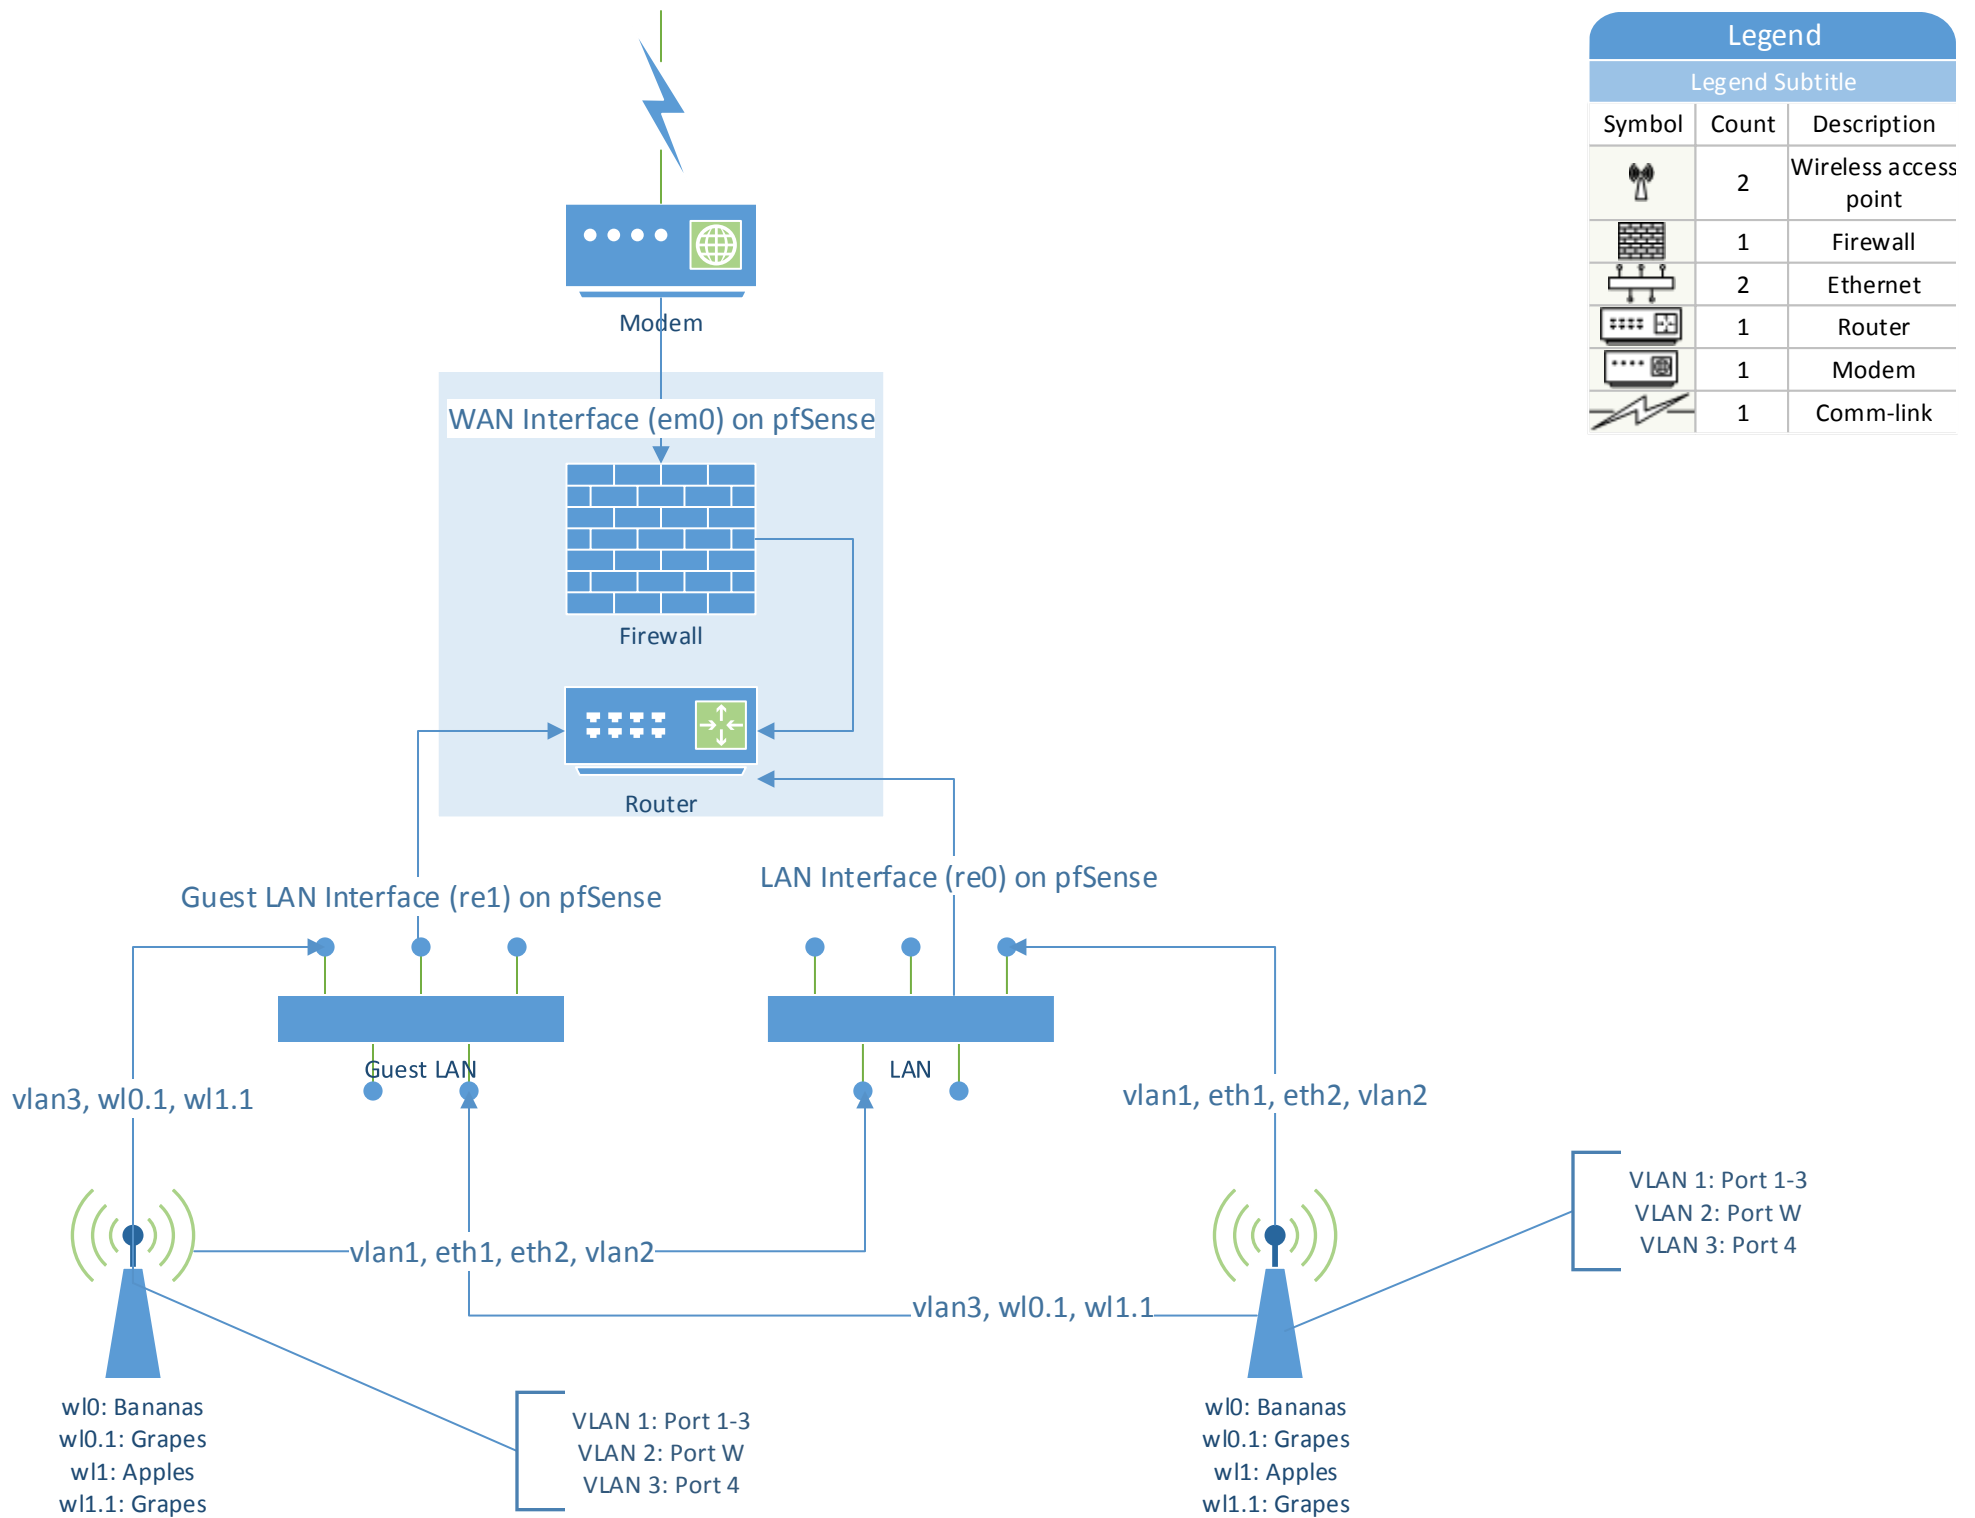 Legend
Legend Subtitle
Symbol Count Description
2 Wireless access
point
1 Firewall
2 Ethernet
1 Router
1 Modem
1 Comm-link
Modem
WAN Interface (em0) on pfSense
Firewall
Router
Guest LAN Interface (re1) on pfSense
LAN Interface (re0) on pfSense
Guest LAN
LAN
vlan3, wl0.1, wl1.1
vlan1, eth1, eth2, vlan2
vlan1, eth1, eth2, vlan2
vlan3, wl0.1, wl1.1
VLAN 1: Port 1-3
VLAN 2: Port W
VLAN 3: Port 4
wl0: Bananas
wl0.1: Grapes
wl1: Apples
wl1.1: Grapes
VLAN 1: Port 1-3
VLAN 2: Port W
VLAN 3: Port 4
wl0: Bananas
wl0.1: Grapes
wl1: Apples
wl1.1: Grapes